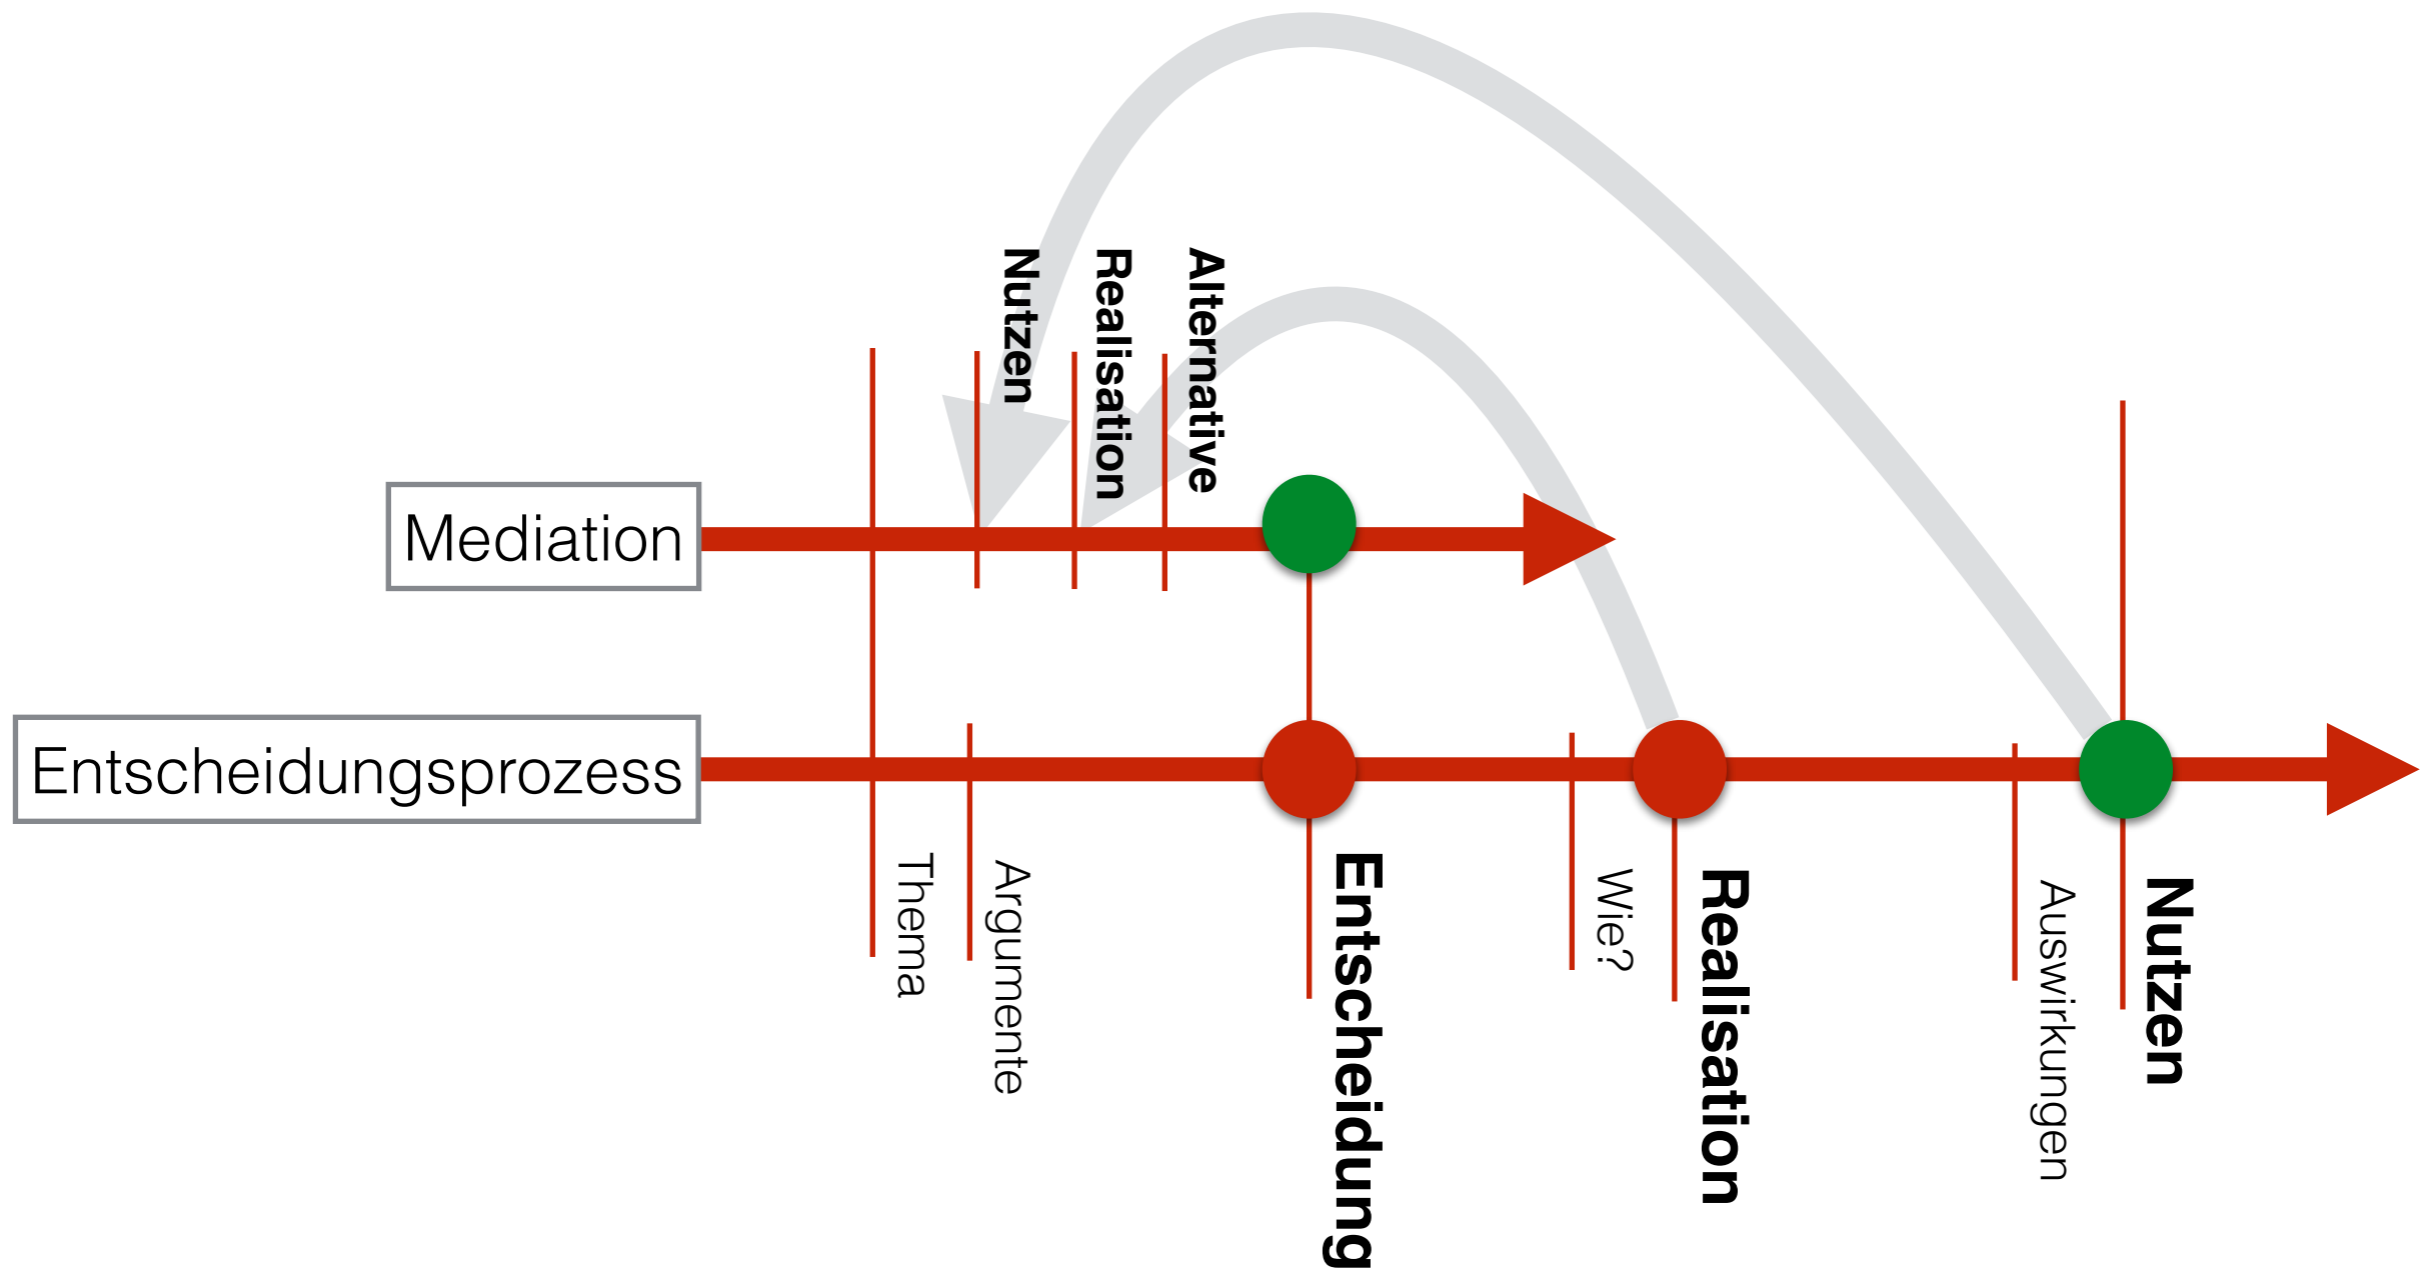 Nutzen
Realisation
Alternative
Mediation
Entscheidungsprozess
Thema
Argumente
Entscheidung
Wie?
Realisation
Auswirkungen
Nutzen